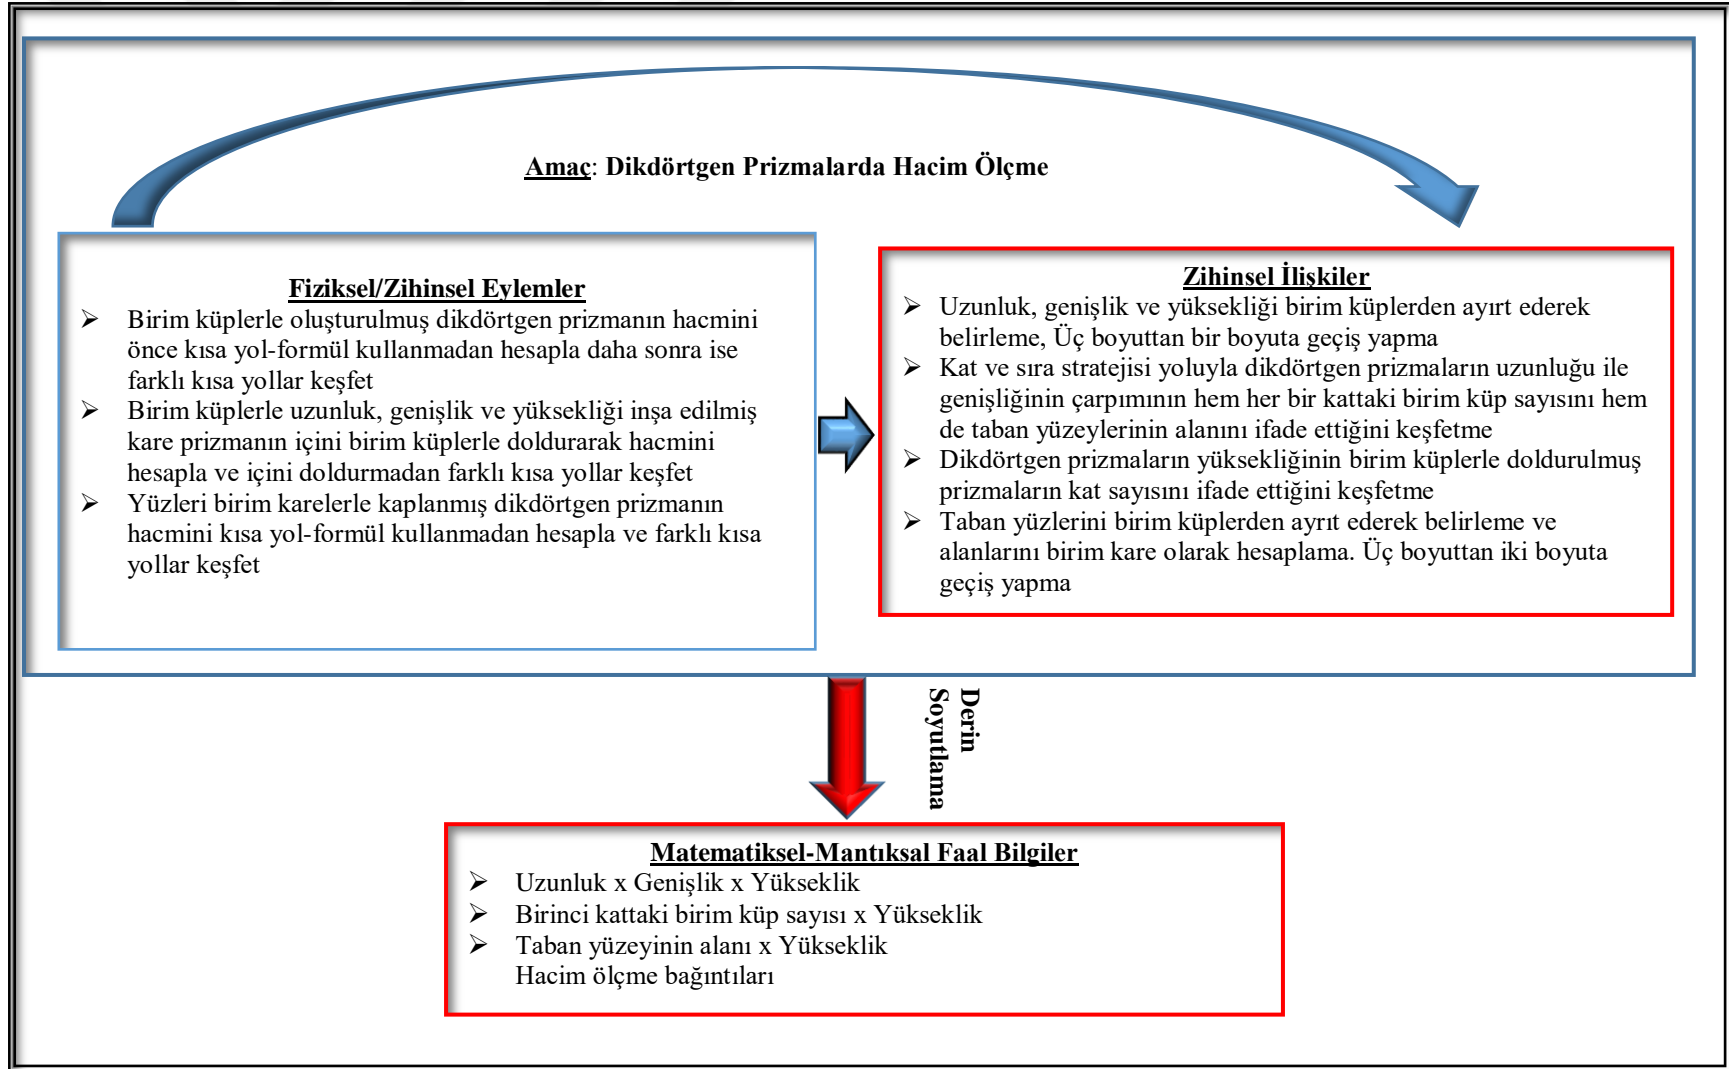 Amaç: Dikdörtgen Prizmalarda Hacim Ölçme
Fiziksel/Zihinsel Eylemler
➢ Birim küplerle oluşturulmuş dikdörtgen prizmanın hacmini
önce kısa yol-formül kullanmadan hesapla daha sonra ise
farklı kısa yollar keşfet
➢ Birim küplerle uzunluk, genişlik ve yüksekliği inşa edilmiş
kare prizmanın içini birim küplerle doldurarak hacmini
hesapla ve içini doldurmadan farklı kısa yollar keşfet
➢ Yüzleri birim karelerle kaplanmış dikdörtgen prizmanın
hacmini kısa yol-formül kullanmadan hesapla ve farklı kısa
yollar keşfet
Zihinsel İlişkiler
➢ Uzunluk, genişlik ve yüksekliği birim küplerden ayırt ederek
belirleme, Üç boyuttan bir boyuta geçiş yapma
➢ Kat ve sıra stratejisi yoluyla dikdörtgen prizmaların uzunluğu ile
genişliğinin çarpımının hem her bir kattaki birim küp sayısını hem
de taban yüzeylerinin alanını ifade ettiğini keşfetme
➢ Dikdörtgen prizmaların yüksekliğinin birim küplerle doldurulmuş
prizmaların kat sayısını ifade ettiğini keşfetme
➢ Taban yüzlerini birim küplerden ayrıt ederek belirleme ve
alanlarını birim kare olarak hesaplama. Üç boyuttan iki boyuta
geçiş yapma
Derin
Soyutlama
Matematiksel-Mantıksal Faal Bilgiler
➢ Uzunluk x Genişlik x Yükseklik
➢ Birinci kattaki birim küp sayısı x Yükseklik
➢ Taban yüzeyinin alanı x Yükseklik
Hacim ölçme bağıntıları